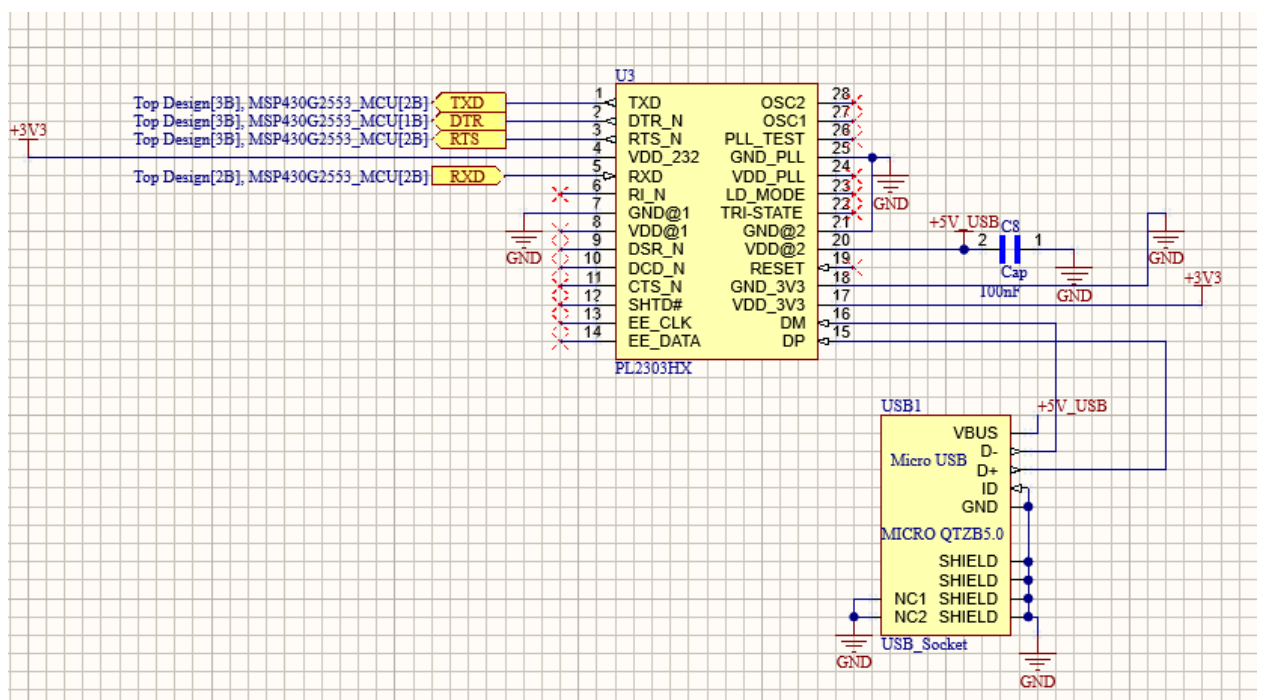 U3
Top Design[3B], MSP430G2553_MCU[2B] TXD 1 TXD OSC2 28
Top Design[3B], MSP430G2553_MCU[1B] DTR 2 DTR_N OSC1 27
Top Design[3B], MSP430G2553_MCU[2B] RTS 3 RTS_N PLL_TEST 26
+3V3 4 VDD_232 GND_PLL 25
Top Design[2B], MSP430G2553_MCU[2B] RXD 5 RXD VDD_PLL 24
6 RI_N LD_MODE 23
GND
7 GND@1 TRI-STATE 22
8 VDD@1 GND@2 21
+5V_USB C8
9 DSR_N VDD@2 20 2 1
GND
10 DCD_N RESET 19
GND
Cap
11 CTS_N GND_3V3 18
+3V3
100nF
GND
12 SHTD# VDD_3V3 17
13 EE_CLK DM 16
14 EE_DATA DP 15
PL2303HX
USB1 +5V_USB
VBUS
D-
Micro USB
D+
ID
GND
MICRO QTZB5.0
SHIELD
SHIELD
NC1 SHIELD
NC2 SHIELD
USB_Socket
GND
GND